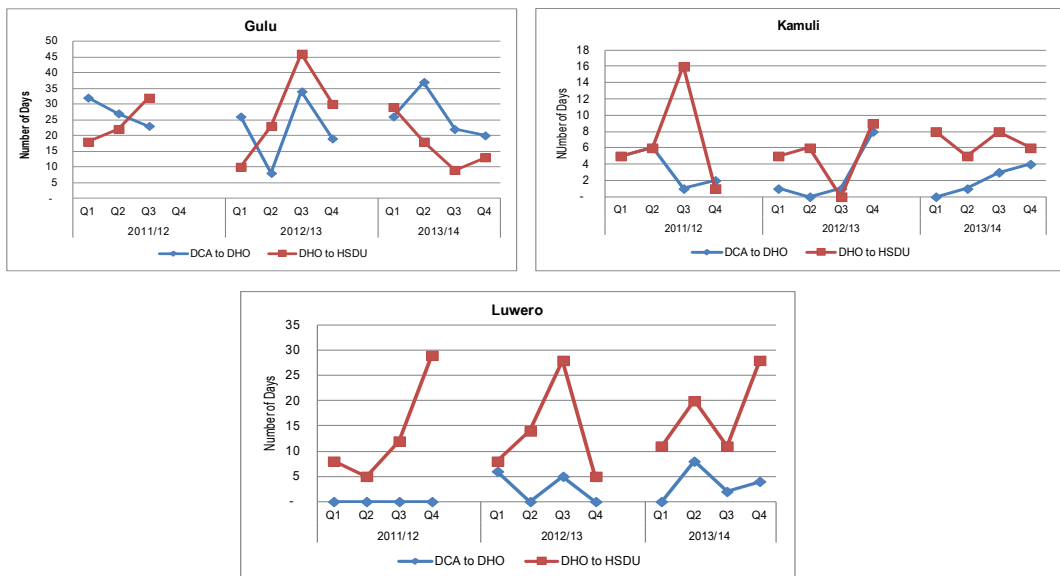 Gulu
Number of Days
50
45
40
35
30
25
20
15
10
5
-
Q1 Q2 Q3 Q4 Q1 Q2 Q3 Q4 Q1 Q2 Q3 Q4
2011/12 2012/13 2013/14
DCA to DHO DHO to HSDU
Kamuli
NUmber of Days
18
16
14
12
10
8
6
4
2
-
Q1 Q2 Q3 Q4 Q1 Q2 Q3 Q4 Q1 Q2 Q3 Q4
2011/12 2012/13 2013/14
DCA to DHO DHO to HSDU
Luwero
Number of Days
35
30
25
20
15
10
5
-
Q1 Q2 Q3 Q4 Q1 Q2 Q3 Q4 Q1 Q2 Q3 Q4
2011/12 2012/13 2013/14
DCA to DHO DHO to HSDU